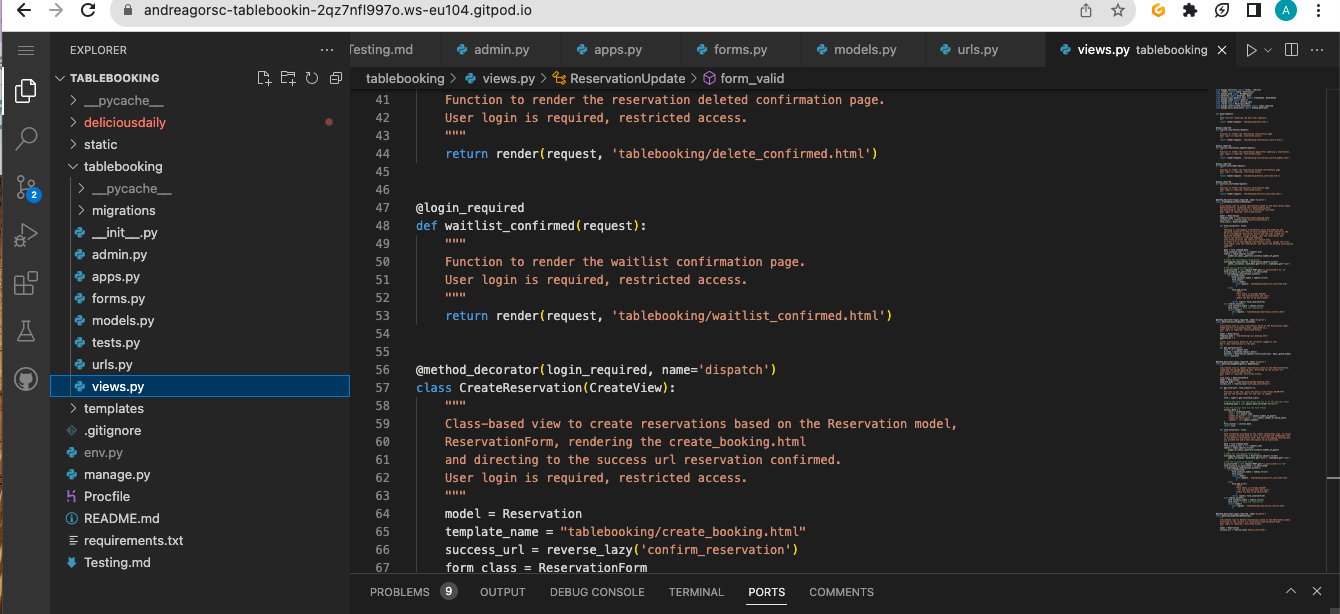 andreagorsc-tablebookin-2qz7nfl997o.ws-eu104.gitpod.io
A
EXPLORER
TABLEBOOKING
__pycache__
deliciousdaily
static
tablebooking
__pycache__
migrations
__init__.py
admin.py
apps.py
forms.py
models.py
tests.py
urls.py
views.py
templates
.gitignore
env.py
manage.py
Procfile
README.md
requirements.txt
Testing.md
2
Testing.md admin.py apps.py forms.py models.py urls.py views.py tablebooking
tablebooking > views.py > ReservationUpdate > form_valid
41 Function to render the reservation deleted confirmation page.
42 User login is required, restricted access.
43 """
44 return render(request, 'tablebooking/delete_confirmed.html')
45
46
47 @login_required
48 def waitlist_confirmed(request):
49 """
50 Function to render the waitlist confirmation page.
51 User login is required, restricted access.
52 """
53 return render(request, 'tablebooking/waitlist_confirmed.html')
54
55
56 @method_decorator(login_required, name='dispatch')
57 class CreateReservation(CreateView):
58 """
59 Class-based view to create reservations based on the Reservation model,
60 ReservationForm, rendering the create_booking.html
61 and directing to the success url reservation confirmed.
62 User login is required, restricted access.
63 """
64 model = Reservation
65 template_name = "tablebooking/create_booking.html"
66 success_url = reverse_lazy('confirm_reservation')
67 form_class = ReservationForm
PROBLEMS 9 OUTPUT DEBUG CONSOLE TERMINAL PORTS COMMENTS